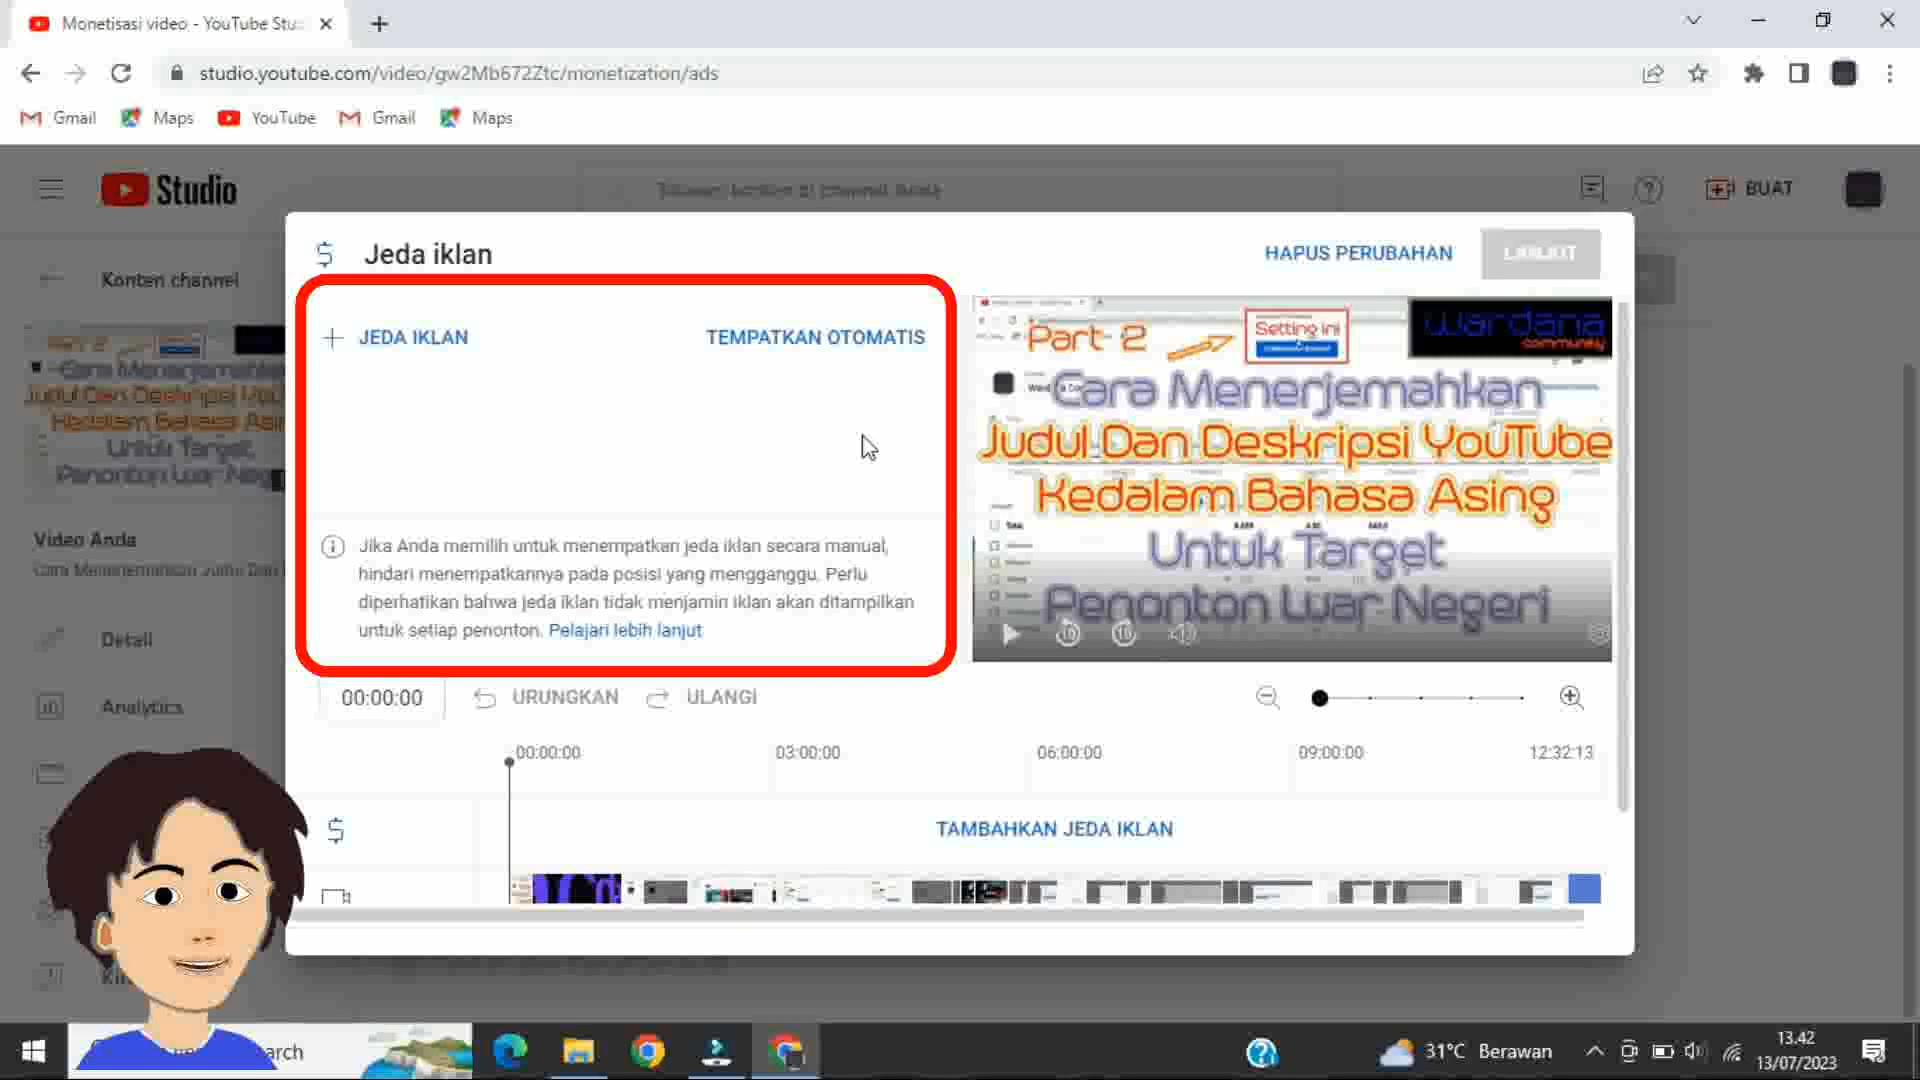 Monetisasi video - YouTube Stu
studio.youtube.com/video/gw2Mb672Ztc/monetization/ads
Gmail Maps YouTube Gmail Maps
Studio
BUAT
Konten channel
Jeda iklan
HAPUS PERUBAHAN
LANJUT
JEDA IKLAN
TEMPATKAN OTOMATIS
Jika Anda memilih untuk menempatkan jeda iklan secara manual,
hindari menempatkannya pada posisi yang mengganggu. Perlu
diperhatikan bahwa jeda iklan tidak menjamin iklan akan ditampilkan
untuk setiap penonton. Pelajari lebih lanjut
Part- 2
Setting ini
wardana
community
Cara Menerjemahkan
Judul Dan Deskripsi YouTube
Kedalam Bahasa Asing
Untuk Target
Penonton Luar Negeri
Video Anda
Cara Menerjemahkan Judul Dan
Detail
Analytics
00:00:00
URUNGKAN
ULANGI
00:00:00 03:00:00 06:00:00 09:00:00 12:32:13
TAMBAHKAN JEDA IKLAN
31°C Berawan
13.42
13/07/2023